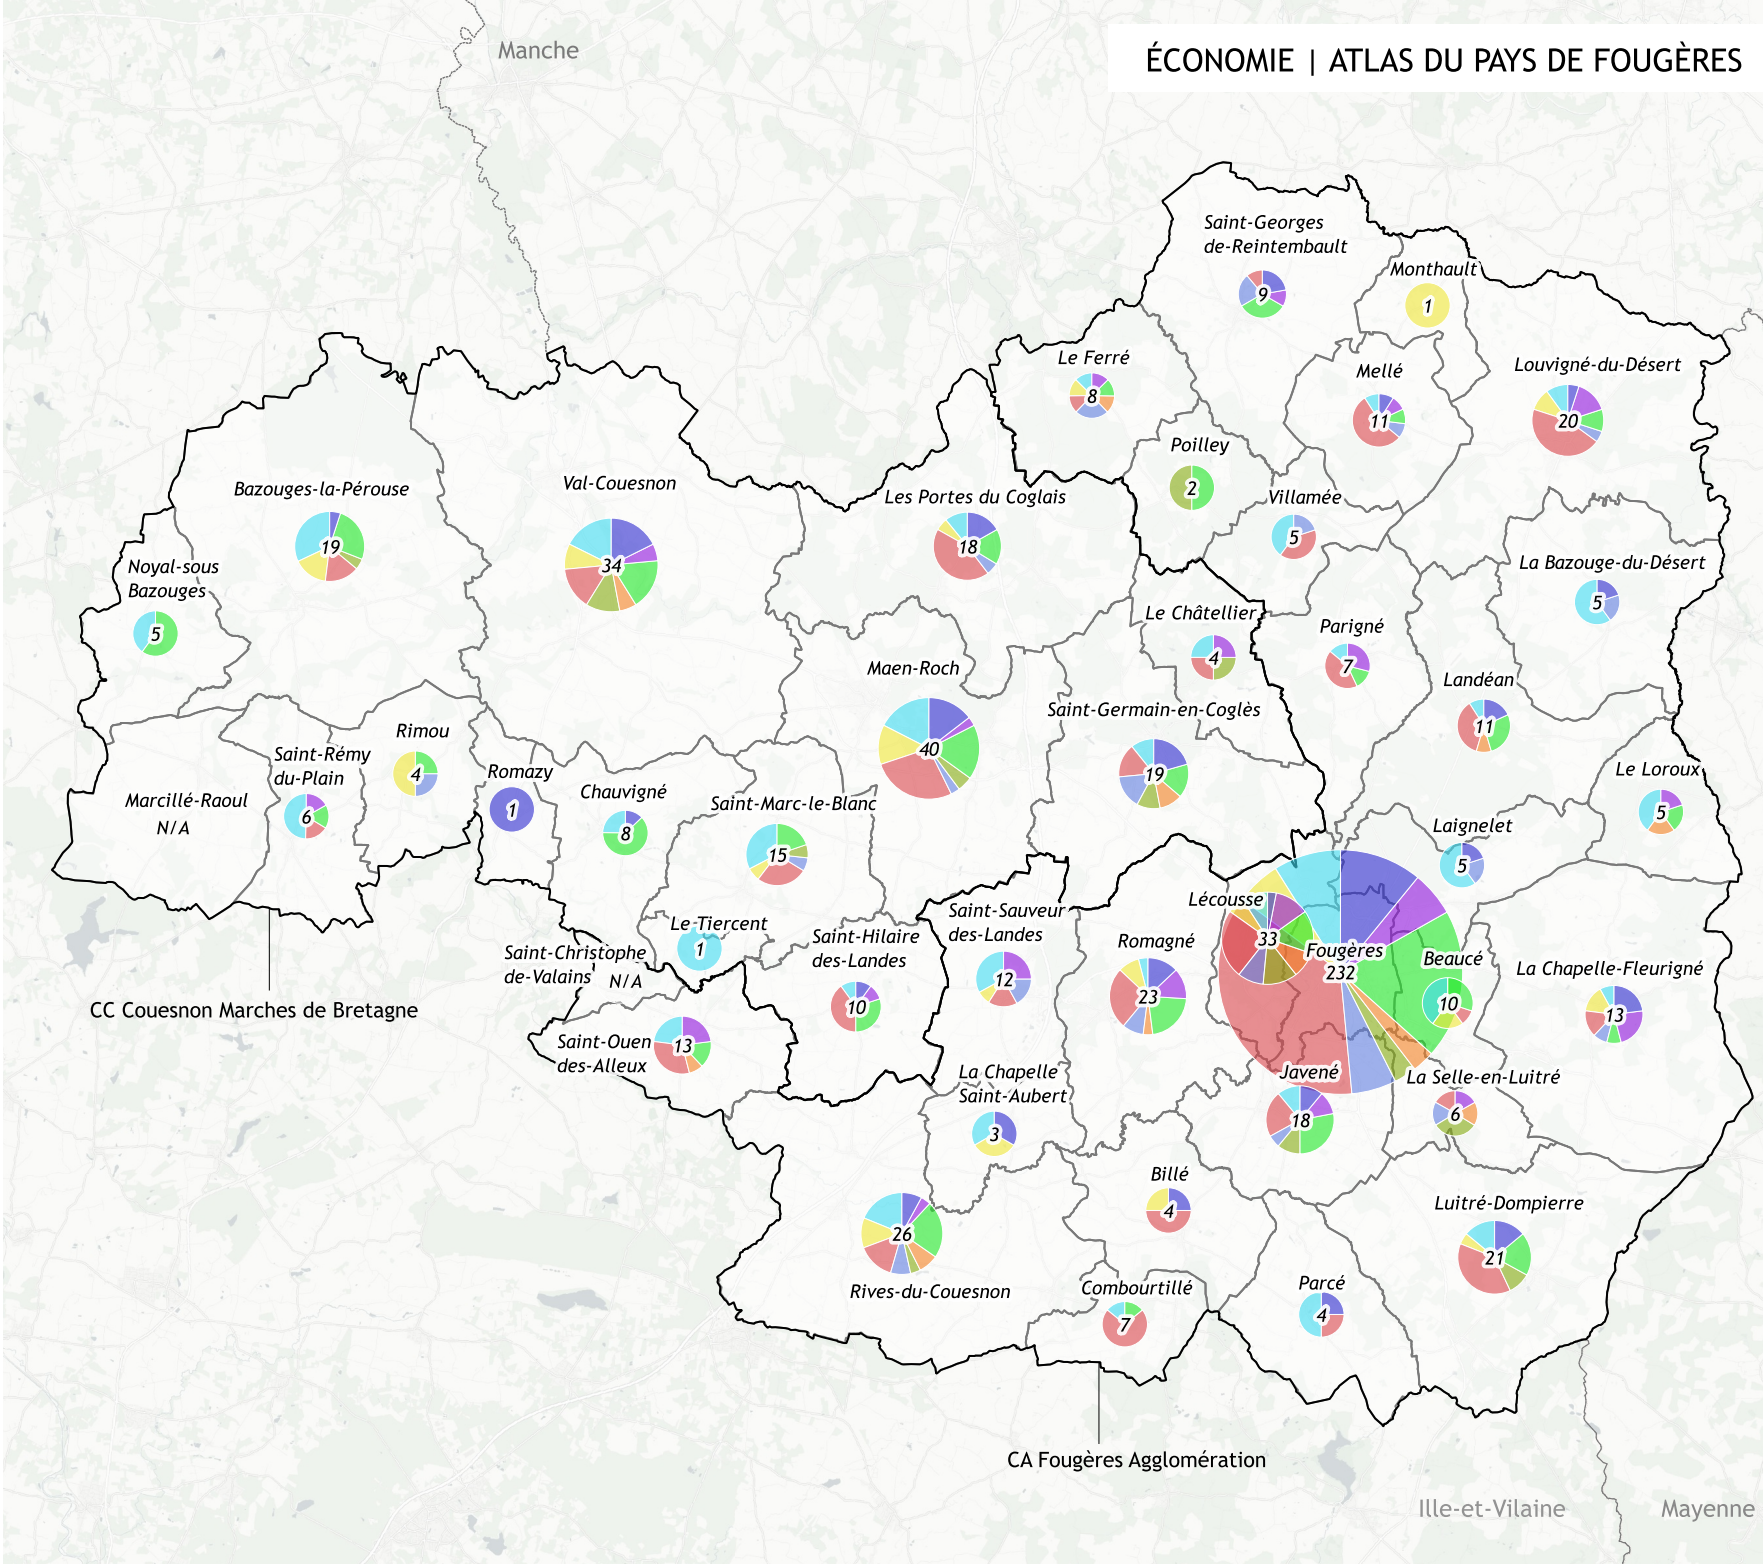 Manche
ÉCONOMIE | ATLAS DU PAYS DE FOUGÈRES
Saint-Georges
de-Reintembault
9
Monthault
1
Le Ferré
8
Mellé
11
Louvigné-du-Désert
20
Poilley
2
Bazouges-la-Pérouse
19
Val-Couesnon
34
Les Portes du Coglais
18
Villamée
5
Noyal-sous
Bazouges
5
La Bazouge-du-Désert
5
Le Châtellier
4
Parigné
7
Maen-Roch
40
Landéan
11
Saint-Germain-en-Coglès
19
Rimou
4
Saint-Rémy
du-Plain
6
Marcillé-Raoul
N/A
Romazy
1
Chauvigné
8
Saint-Marc-le-Blanc
15
Le Loroux
5
Laignelet
5
Lécousse
33
Fougères
232
Beaucé
10
Le Tiercent
1
Saint-Christophe
de-Valains
N/A
Saint-Hilaire
des-Landes
10
Saint-Sauveur
des-Landes
12
Romagné
23
La Chapelle-Fleurigné
13
CC Couesnon Marches de Bretagne
Saint-Ouen
des-Alleux
13
La Chapelle
Saint-Aubert
3
Javené
18
La Selle-en-Luitré
6
Billé
4
Luitré-Dompierre
21
26
Rives-du-Couesnon
Combourtillé
7
Parcé
4
CA Fougères Agglomération
Ille-et-Vilaine
Mayenne